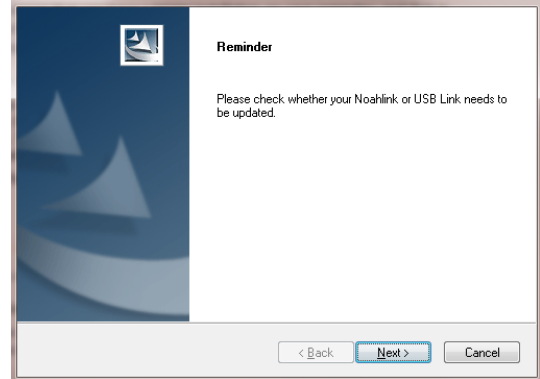 Reminder
Please check whether your Noahlink or USB Link needs to
be updated.
< Back
Next >
Cancel